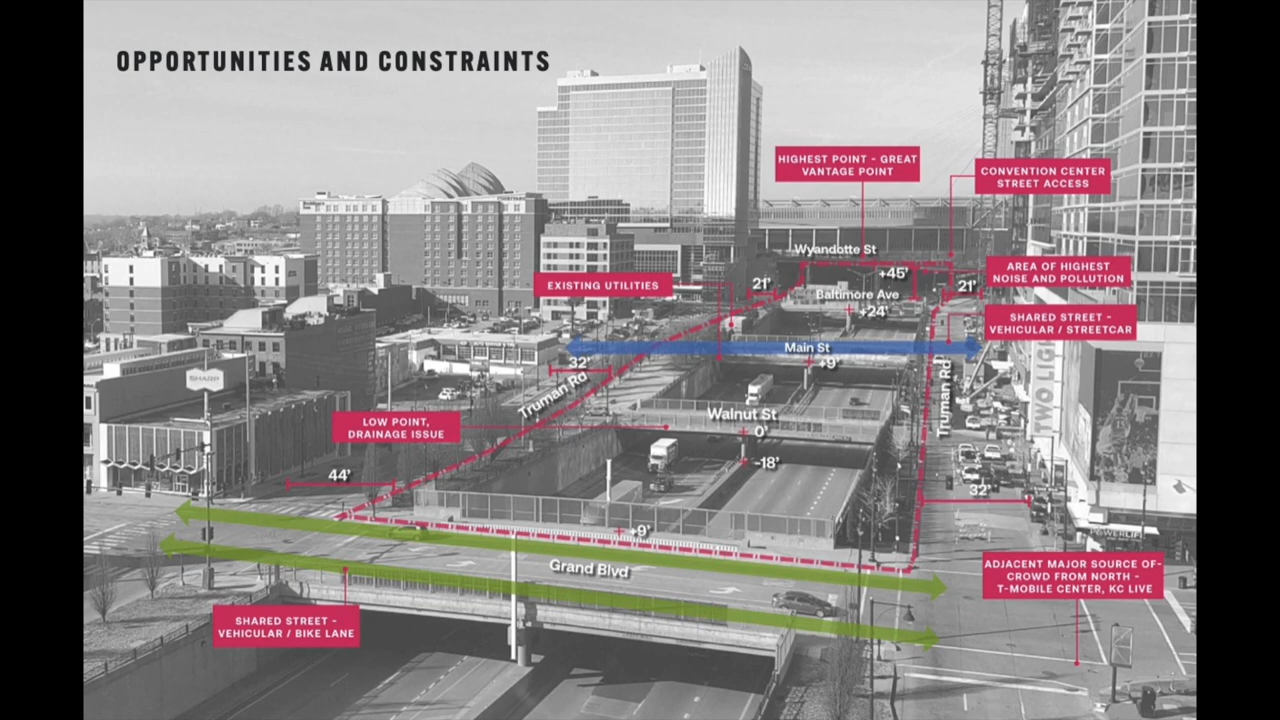 OPPORTUNITIES AND CONSTRAINTS
HIGHEST POINT - GREAT
VANTAGE POINT
CONVENTION CENTER
STREET ACCESS
Wyandotte St
+45'
AREA OF HIGHEST
NOISE AND POLLUTION
EXISTING UTILITIES
21'
21'
Baltimore Ave
+24'
SHARED STREET -
VEHICULAR / STREETCAR
Main St
+9'
32'
Truman Rd
Truman Rd
TWO LIGH
SHARP
LOW POINT,
DRAINAGE ISSUE
Walnut St
0'
-18'
44'
32'
+9'
POWERLIF
Grand Blvd
ADJACENT MAJOR SOURCE OF-
CROWD FROM NORTH -
T-MOBILE CENTER, KC LIVE
SHARED STREET -
VEHICULAR / BIKE LANE